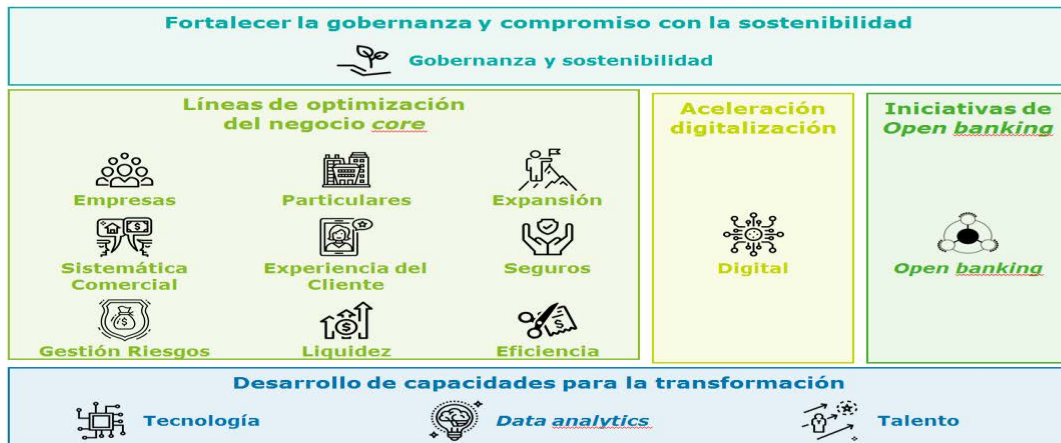 Fortalecer la gobernanza y compromiso con la sostenibilidad
Gobernanza y sostenibilidad
Líneas de optimización
del negocio core
Empresas
Particulares
Expansión
Sistemática
Comercial
Experiencia del
Cliente
Seguros
Gestión Riesgos
Liquidez
Eficiencia
Aceleración
digitalización
Digital
Iniciativas de
Open banking
Open banking
Desarrollo de capacidades para la transformación
Tecnología
Data analytics
Talento